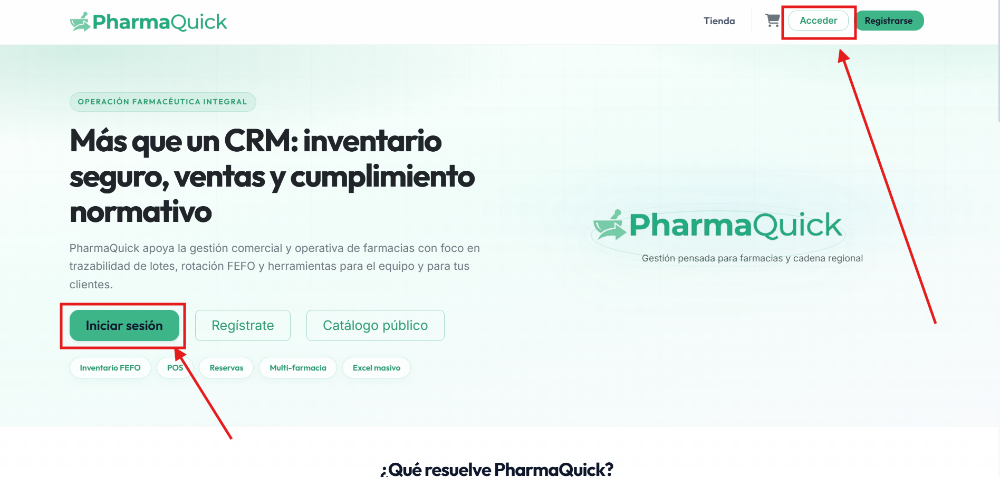 PharmaQuick
Tienda
Acceder
Registrarse
OPERACIÓN FARMACÉUTICA INTEGRAL
Más que un CRM: inventario
seguro, ventas y cumplimiento
normativo
PharmaQuick apoya la gestión comercial y operativa de farmacias con foco en
trazabilidad de lotes, rotación FEFO y herramientas para el equipo y para tus
clientes.
PharmaQuick
Gestión pensada para farmacias y cadena regional
Iniciar sesión
Regístrate
Catálogo público
Inventario FEFO
POS
Reservas
Multi-farmacia
Excel masivo
¿Qué resuelve PharmaQuick?